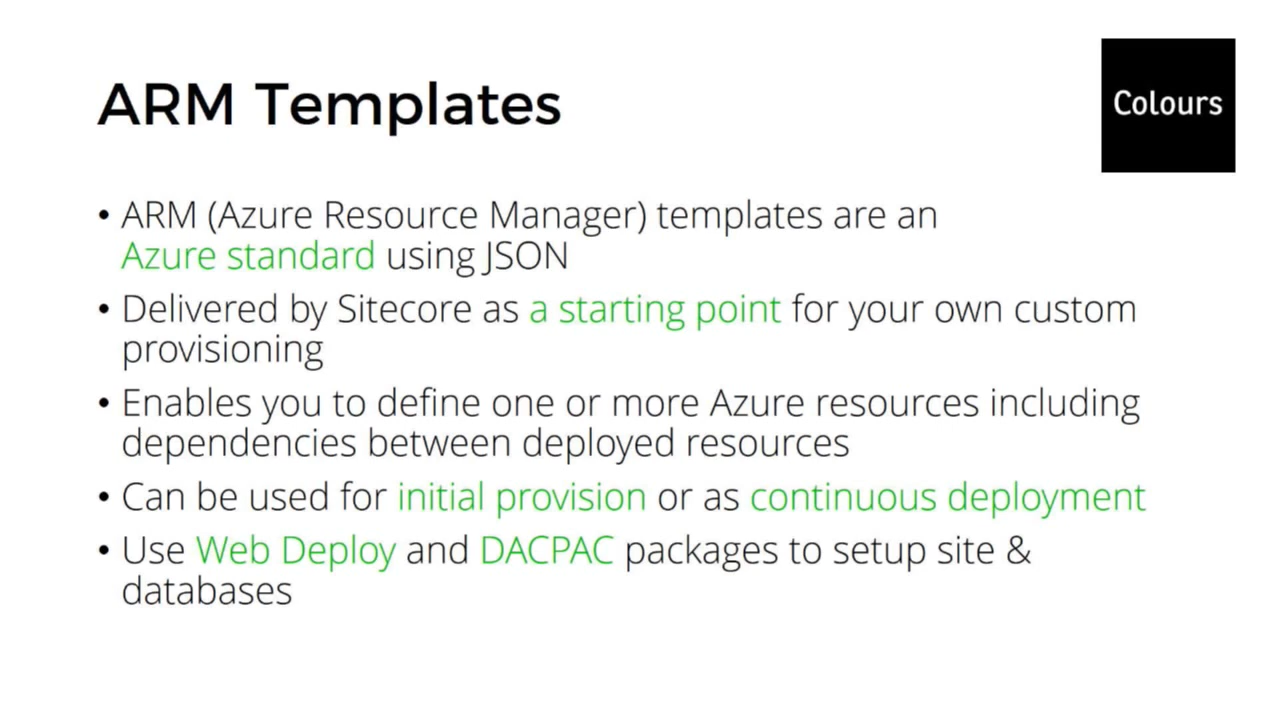 ARM Templates
Colours
• ARM (Azure Resource Manager) templates are an
Azure standard using JSON
• Delivered by Sitecore as a starting point for your own custom
provisioning
• Enables you to define one or more Azure resources including
dependencies between deployed resources
• Can be used for initial provision or as continuous deployment
• Use Web Deploy and DACPAC packages to setup site &
databases